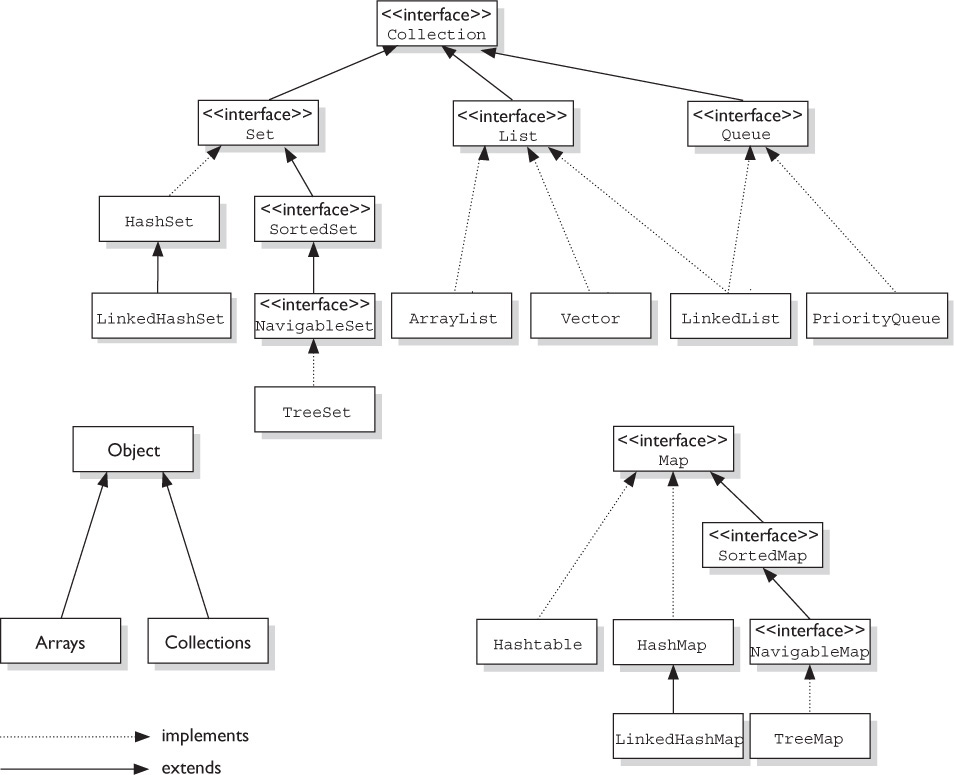 <<interface>>
Collection
<<interface>>
Set
<<interface>>
List
<<interface>>
Queue
HashSet
<<interface>>
SortedSet
LinkedHashSet
<<interface>>
NavigableSet
ArrayList
Vector
LinkedList
PriorityQueue
TreeSet
Object
<<interface>>
Map
<<interface>>
SortedMap
Arrays
Collections
Hashtable
HashMap
<<interface>>
NavigableMap
LinkedHashMap
TreeMap
implements
extends